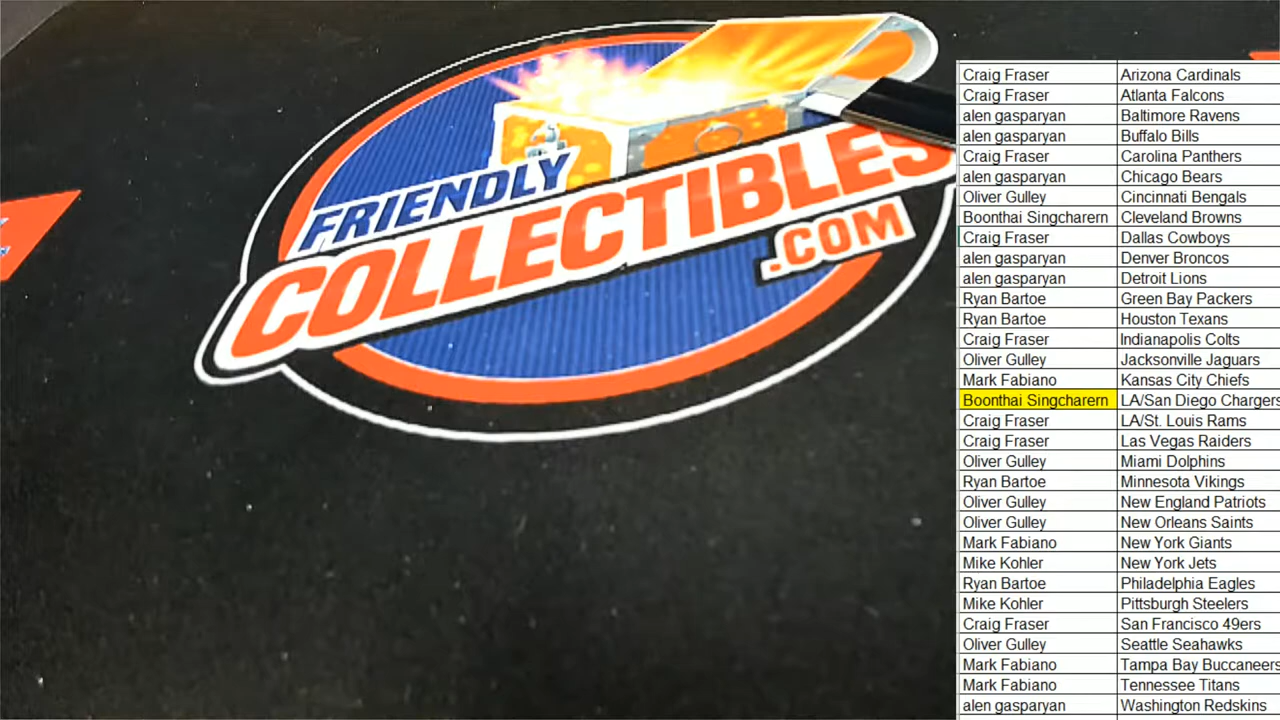 FRIENDLY
COLLECTIBLES
.COM
Craig Fraser Arizona Cardinals
Craig Fraser Atlanta Falcons
alen gasparyan Baltimore Ravens
alen gasparyan Buffalo Bills
Craig Fraser Carolina Panthers
alen gasparyan Chicago Bears
Oliver Gulley Cincinnati Bengals
Boonthai Singcharern Cleveland Browns
Craig Fraser Dallas Cowboys
alen gasparyan Denver Broncos
alen gasparyan Detroit Lions
Ryan Bartoe Green Bay Packers
Ryan Bartoe Houston Texans
Craig Fraser Indianapolis Colts
Oliver Gulley Jacksonville Jaguars
Mark Fabiano Kansas City Chiefs
Boonthai Singcharern LA/San Diego Chargers
Craig Fraser LA/St. Louis Rams
Craig Fraser Las Vegas Raiders
Oliver Gulley Miami Dolphins
Ryan Bartoe Minnesota Vikings
Oliver Gulley New England Patriots
Oliver Gulley New Orleans Saints
Mark Fabiano New York Giants
Mike Kohler New York Jets
Ryan Bartoe Philadelphia Eagles
Mike Kohler Pittsburgh Steelers
Craig Fraser San Francisco 49ers
Oliver Gulley Seattle Seahawks
Mark Fabiano Tampa Bay Buccaneers
Mark Fabiano Tennessee Titans
alen gasparyan Washington Redskins